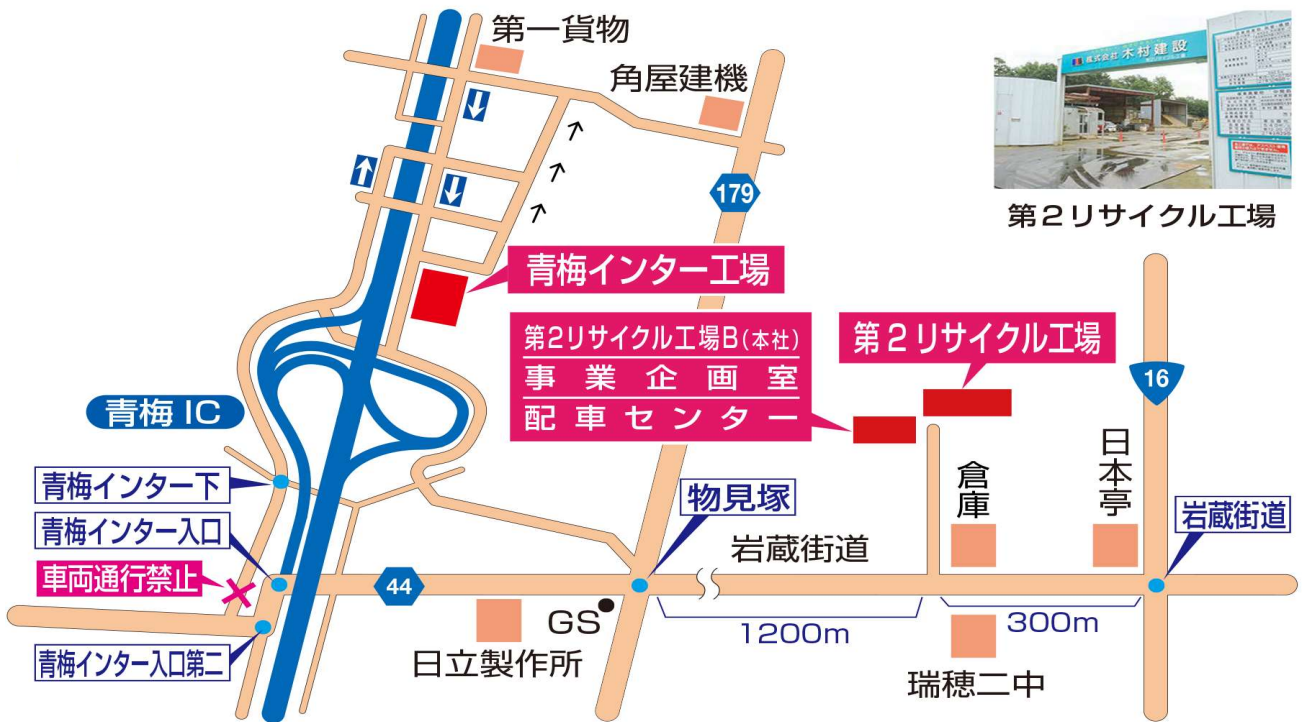 第一貨物
角屋建機
株式会社 木村建設
第2リサイクル工場
179
青梅インター工場
第2リサイクル工場B(本社)
事業企画室
配車センター
第2リサイクル工場
16
青梅IC
日本亭
倉庫
青梅インター下
物見塚
岩蔵街道
青梅インター入口
岩蔵街道
車両通行禁止
44
GS
1200m
300m
青梅インター入口第二
日立製作所
瑞穂二中